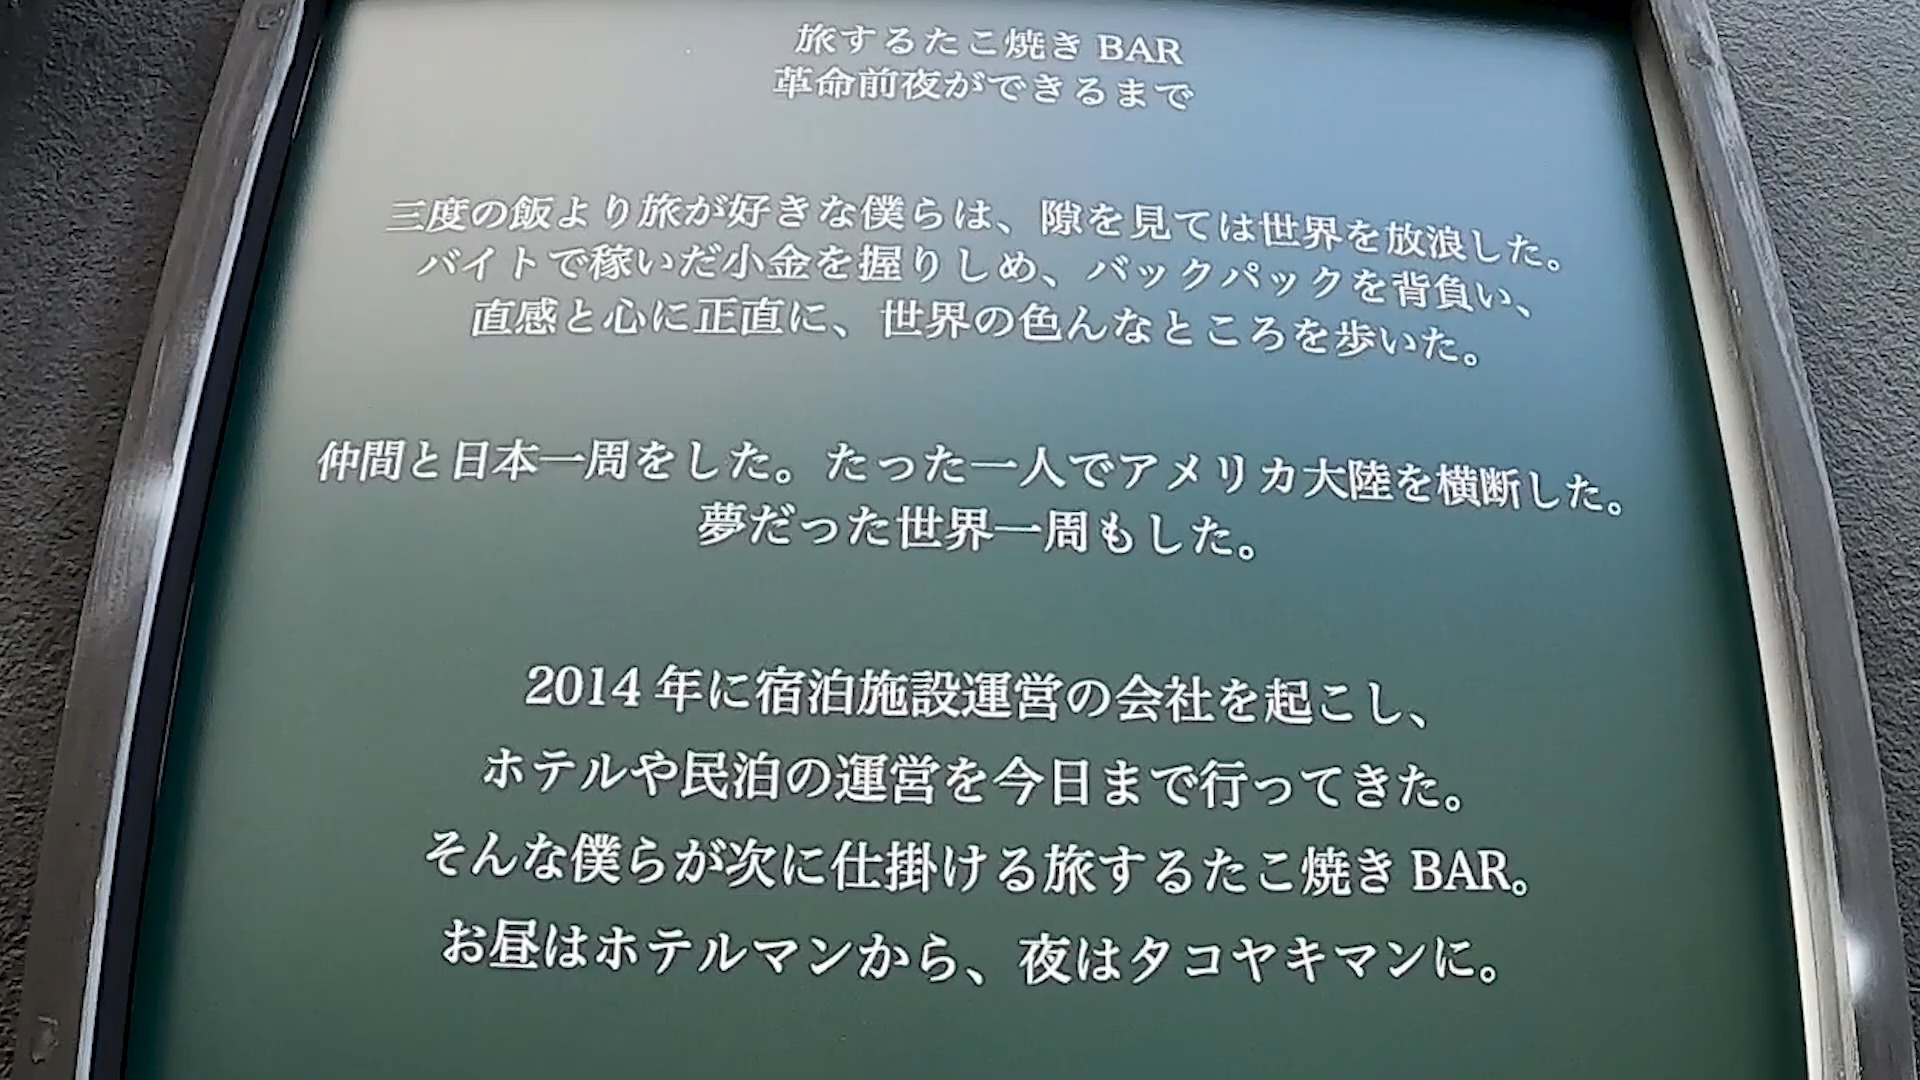 旅するたこ焼き BAR
革命前夜ができるまで
三度の飯より旅が好きな僕らは、隙を見ては世界を放浪した。
バイトで稼いだ小金を握りしめ、バックパックを背負い、
直感と心に正直に、世界の色んなところを歩いた。
仲間と日本一周をした。たった一人でアメリカ大陸を横断した。
夢だった世界一周もした。
2014 年に宿泊施設運営の会社を起こし、
ホテルや民泊の運営を今日まで行ってきた。
そんな僕らが次に仕掛ける旅するたこ焼き BAR。
お昼はホテルマンから、夜はタコヤキマンに。